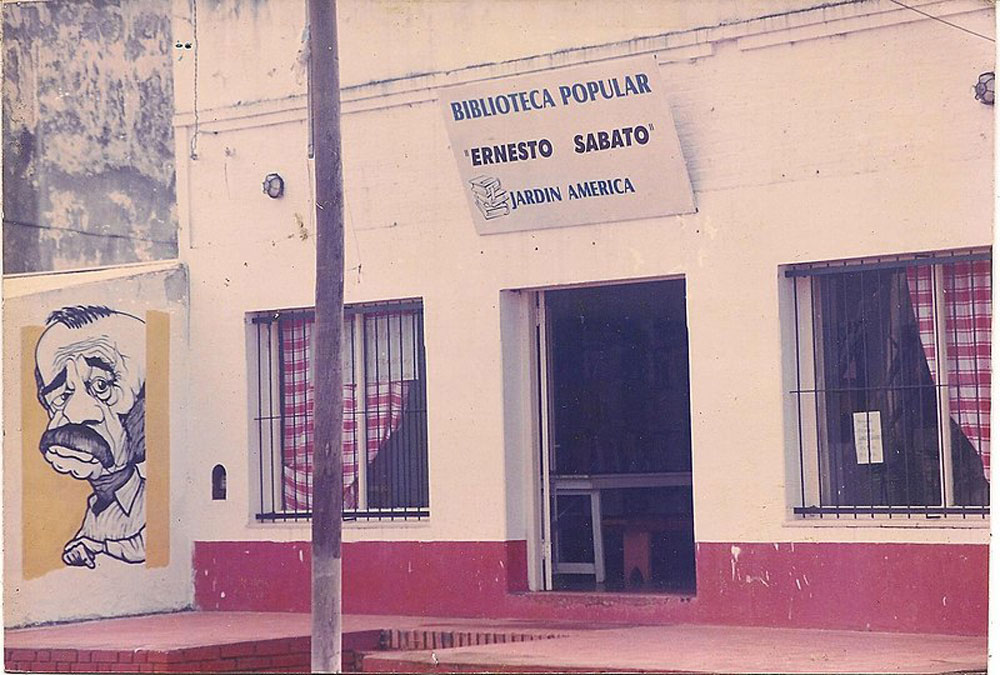 BIBLIOTECA POPULAR
"ERNESTO SABATO"
JARDIN AMERICA